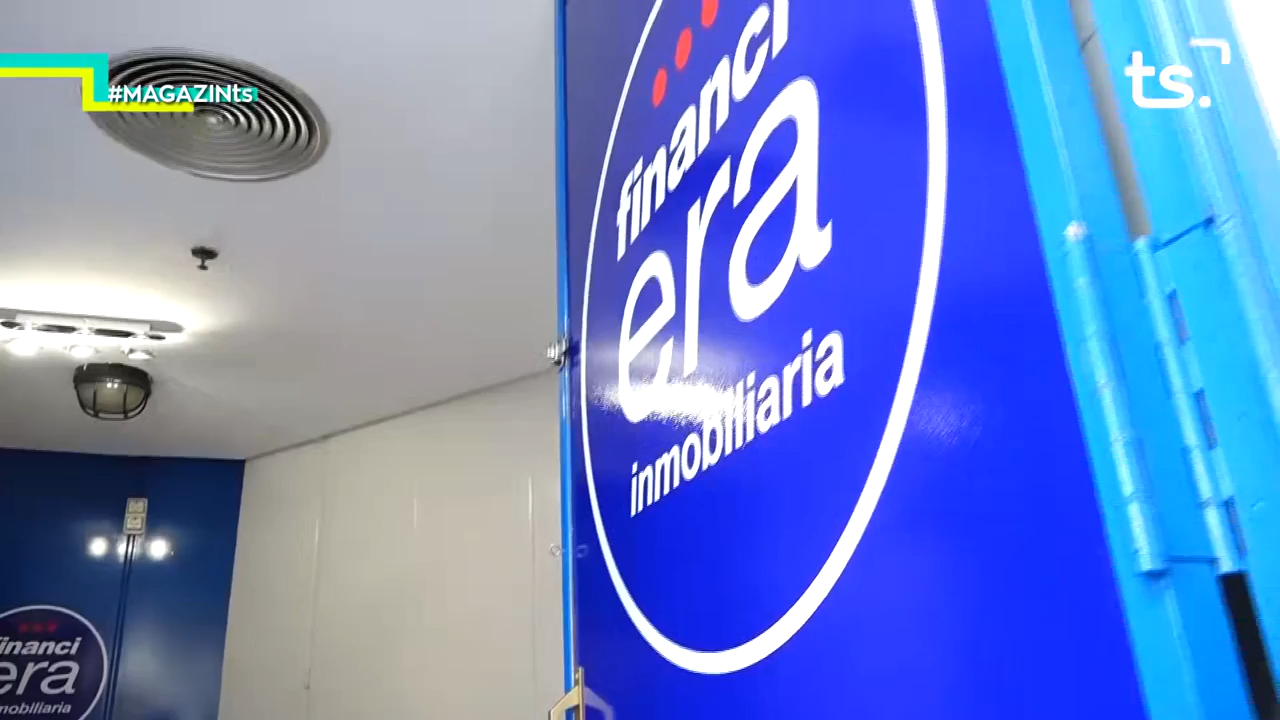 #MAGAZINts
ts.
financi
era
inmobiliaria
financi
era
inmobiliaria